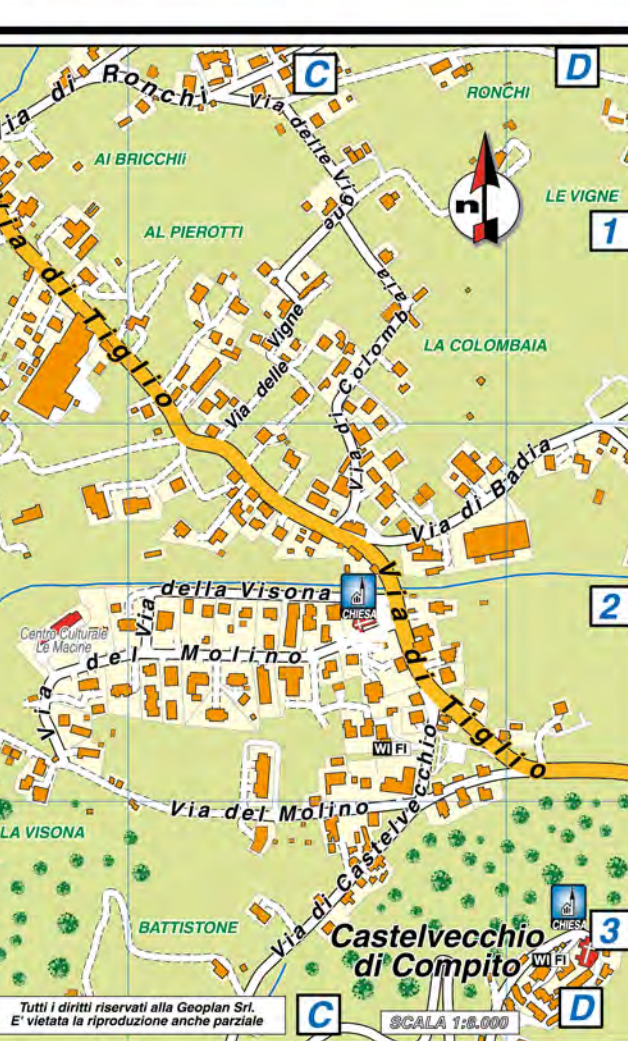 C
D
Via di Ronchi
Via delle Vigne
RONCHI
AI BRICCHII
LE VIGNE
n
1
AL PIEROTTI
Via di Tiglio
Via di Colombaia
LA COLOMBAIA
Via delle Vigne
Via di Badia
Via della Visona
CHIESA
2
Centro Culturale
Le Macine
Via del Molino
Via di Tiglio
WI FI
Via del Molino
LA VISONA
Via di Castelvecchio
BATTISTONE
CHIESA
3
Castelvecchio
di Compito
WI FI
Tutti i diritti riservati alla Geoplan Srl.
E' vietata la riproduzione anche parziale
C
SCALA 1:6.000
D